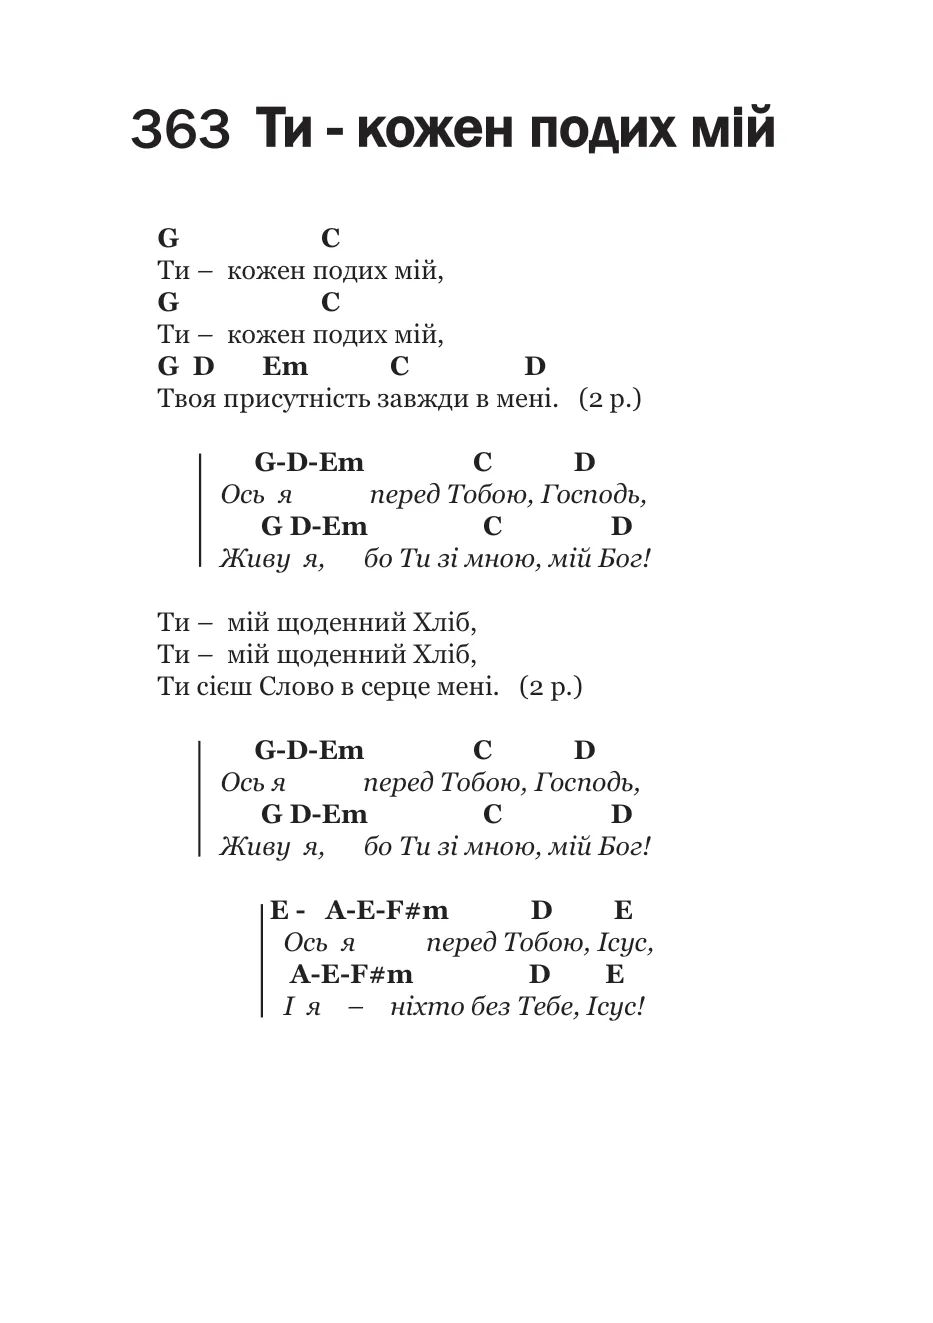 363 Ти - кожен подих мій
G C
Ти – кожен подих мій,
G C
Ти – кожен подих мій,
G D Em C D
Твоя присутність завжди в мені. (2 р.)
G-D-Em C D
Ось я перед Тобою, Господь,
G D-Em C D
Живу я, бо Ти зі мною, мій Бог!
Ти – мій щоденний Хліб,
Ти – мій щоденний Хліб,
Ти сієш Слово в серце мені. (2 р.)
G-D-Em C D
Ось я перед Тобою, Господь,
G D-Em C D
Живу я, бо Ти зі мною, мій Бог!
E - A-E-F#m D E
Ось я перед Тобою, Ісус,
A-E-F#m D E
І я – ніхто без Тебе, Ісус!